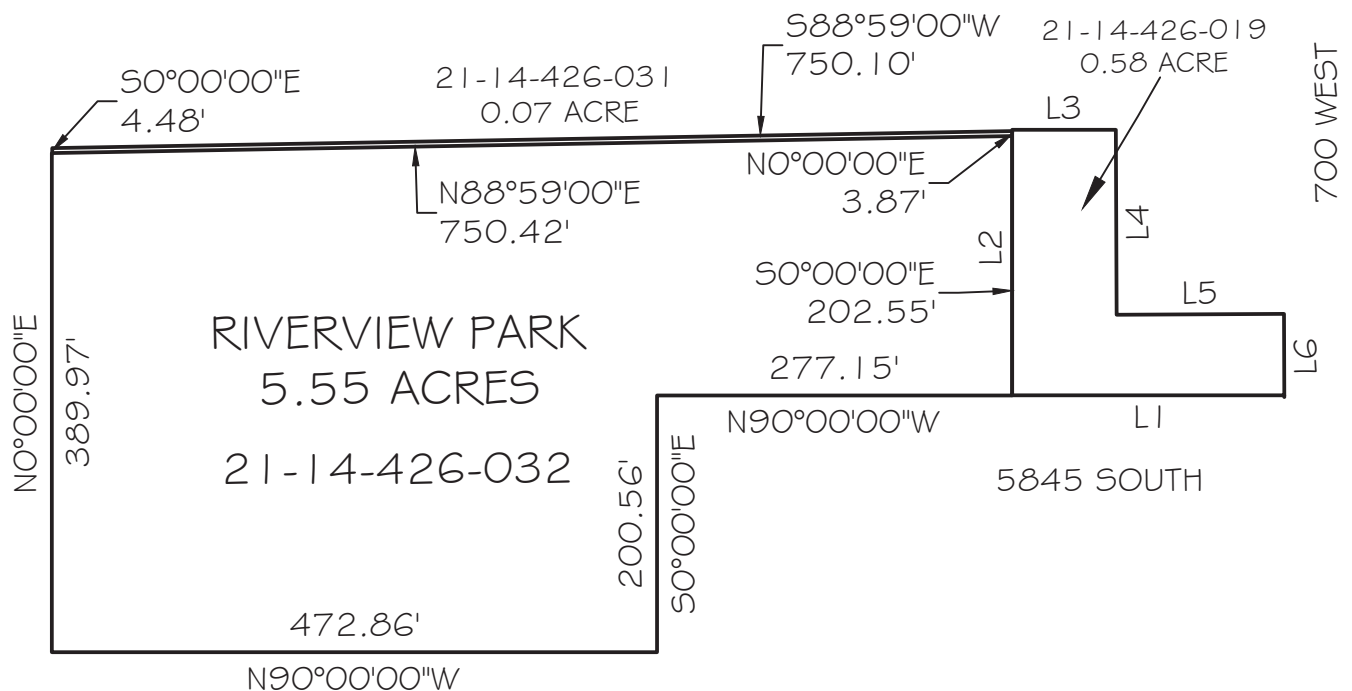 S88°59'00"W
750.10'
21-14-426-019
0.58 ACRE
S0°00'00"E
4.48'
21-14-426-031
0.07 ACRE
L3
700 WEST
N0°00'00"E
3.87'
N88°59'00"E
750.42'
L2
L4
S0°00'00"E
202.55'
L5
RIVERVIEW PARK
5.55 ACRES
21-14-426-032
N0°00'00"E
389.97'
277.15'
N90°00'00"W
L6
L1
5845 SOUTH
200.56'
S0°00'00"E
472.86'
N90°00'00"W